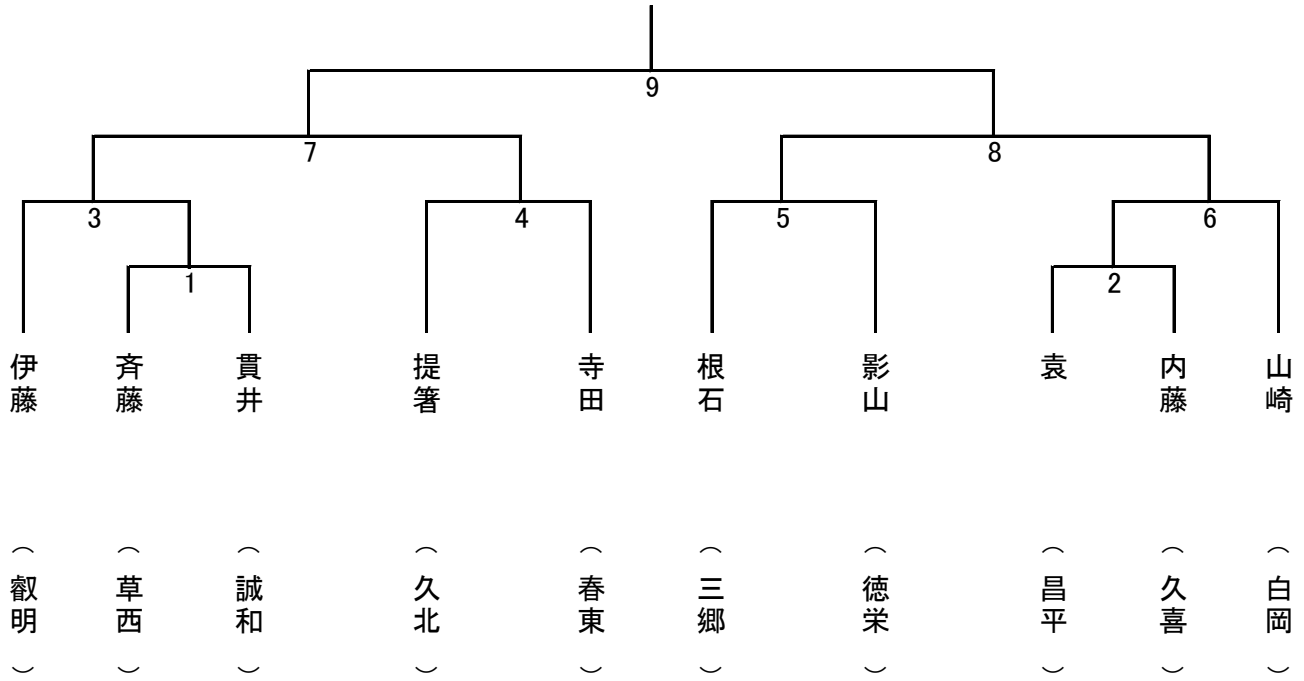 9
7
8
3
4
5
6
1
2
伊藤
斉藤
貫井
提箸
寺田
根石
影山
袁
内藤
山崎
（叡明）
（草西）
（誠和）
（久北）
（春東）
（三郷）
（徳栄）
（昌平）
（久喜）
（白岡）